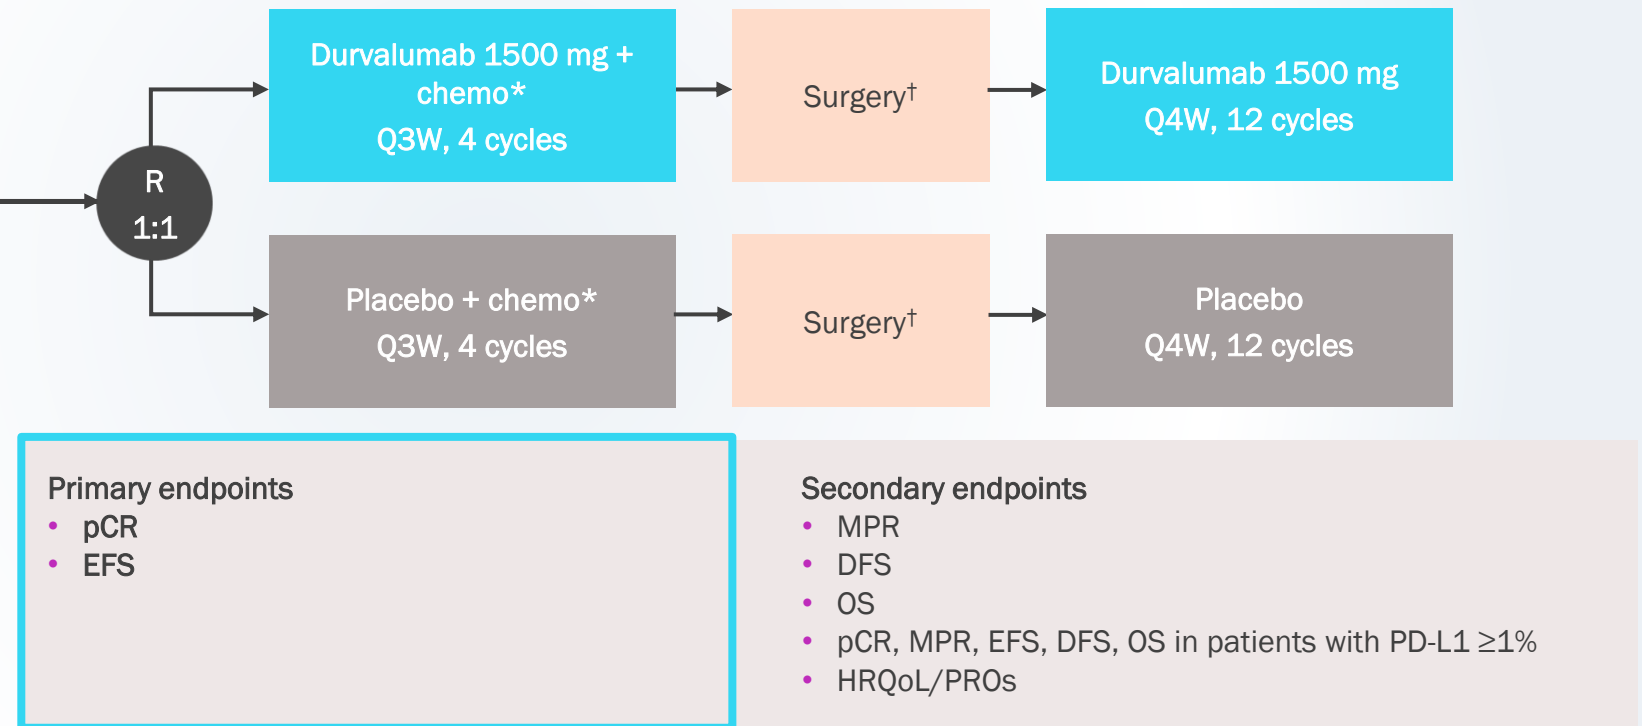 R
1:1
Durvalumab 1500 mg +
chemo*
Q3W, 4 cycles
Surgery†
Durvalumab 1500 mg
Q4W, 12 cycles
Placebo + chemo*
Q3W, 4 cycles
Surgery†
Placebo
Q4W, 12 cycles
Primary endpoints
• pCR
• EFS
Secondary endpoints
• MPR
• DFS
• OS
• pCR, MPR, EFS, DFS, OS in patients with PD-L1 ≥1%
• HRQoL/PROs